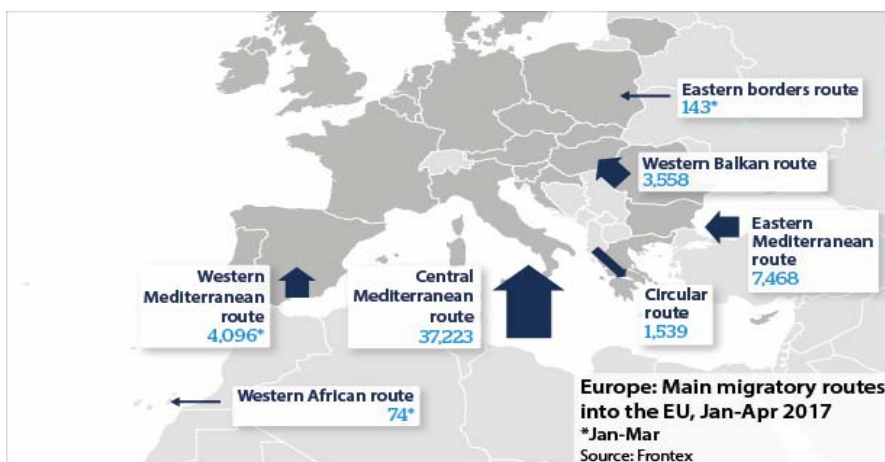 Eastern borders route
143*
Western Balkan route
3,558
Eastern
Mediterranean
route
7,468
Western
Mediterranean
route
4,096*
Central
Mediterranean
route
37,223
Circular
route
1,539
Western African route
74*
Europe: Main migratory routes
into the EU, Jan-Apr 2017
*Jan-Mar
Source: Frontex